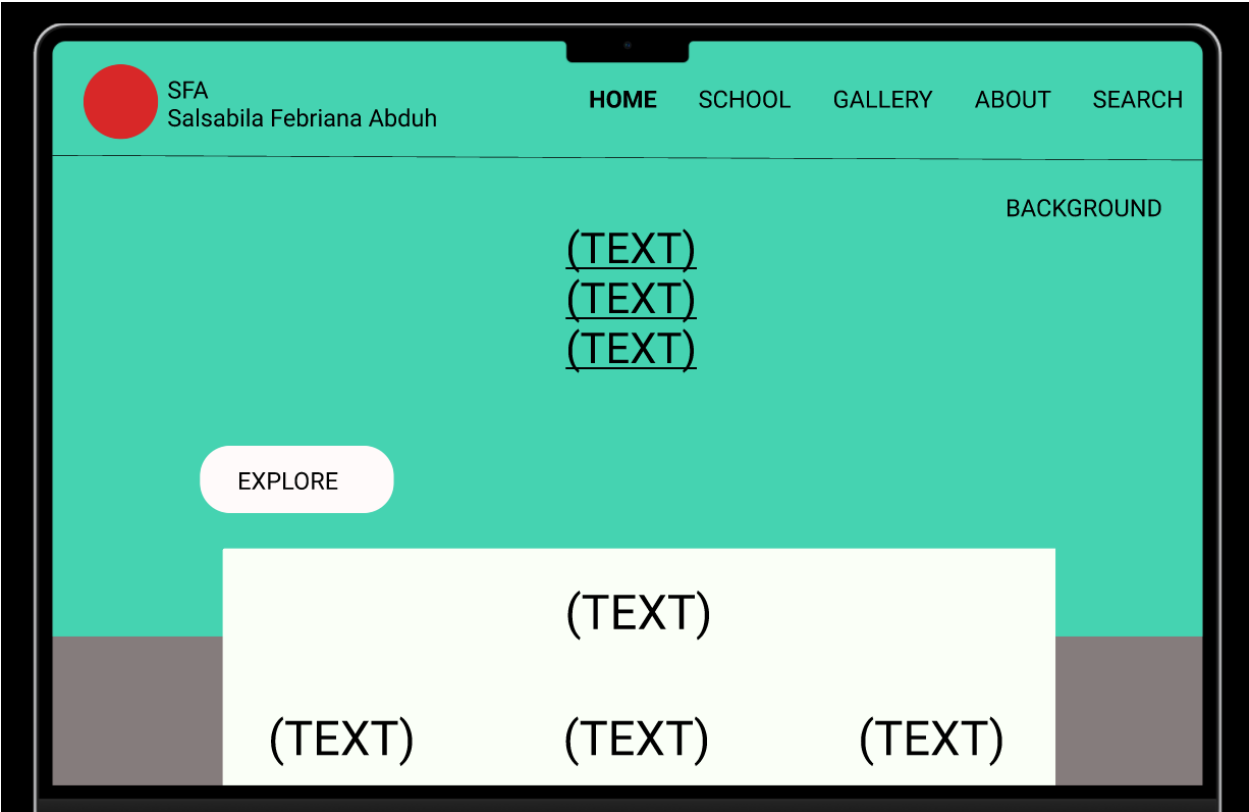 SFA
Salsabila Febriana Abduh
HOME SCHOOL GALLERY ABOUT SEARCH
BACKGROUND
(TEXT)
(TEXT)
(TEXT)
EXPLORE
(TEXT)
(TEXT) (TEXT) (TEXT)